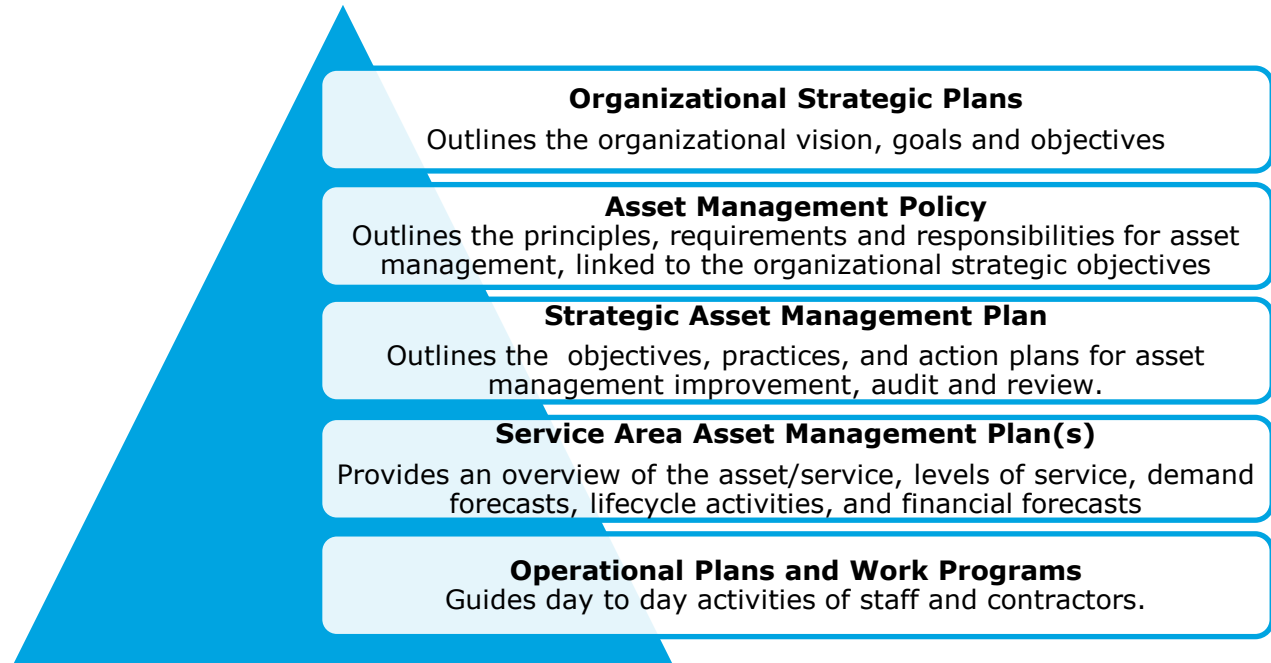 Organizational Strategic Plans
Outlines the organizational vision, goals and objectives
Asset Management Policy
Outlines the principles, requirements and responsibilities for asset
management, linked to the organizational strategic objectives
Strategic Asset Management Plan
Outlines the  objectives, practices, and action plans for asset
management improvement, audit and review.
Service Area Asset Management Plan(s)
Provides an overview of the asset/service, levels of service, demand
forecasts, lifecycle activities, and financial forecasts
Operational Plans and Work Programs
Guides day to day activities of staff and contractors.